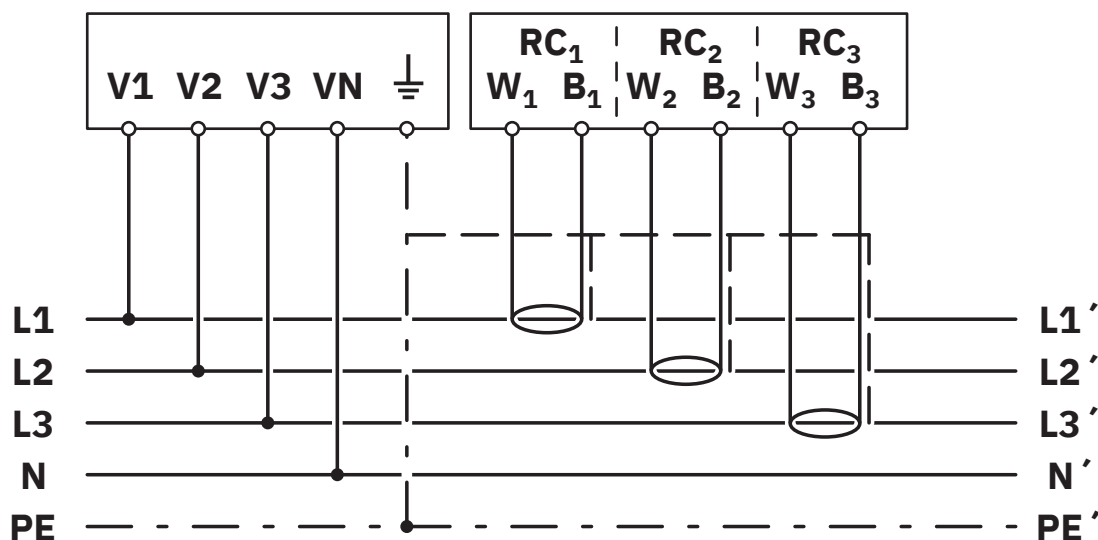 RC₁ RC₂ RC₃
V1 V2 V3 VN W₁ B₁ W₂ B₂ W₃ B₃
L1 L1´
L2 L2´
L3 L3´
N N´
PE PE´